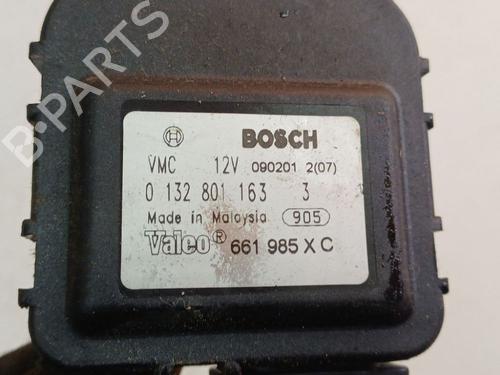 BOSCH
VMC 12V 090201 2(07)
0 132 801 163 3
Made in Malaysia 905
Valeo® 661 985 X C
B-PARTS